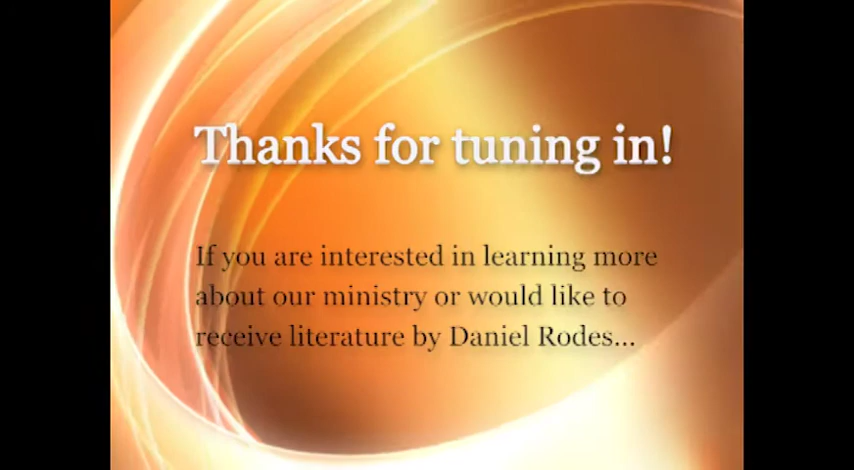 Thanks for tuning in!
If you are interested in learning more
about our ministry or would like to
receive literature by Daniel Rodes...